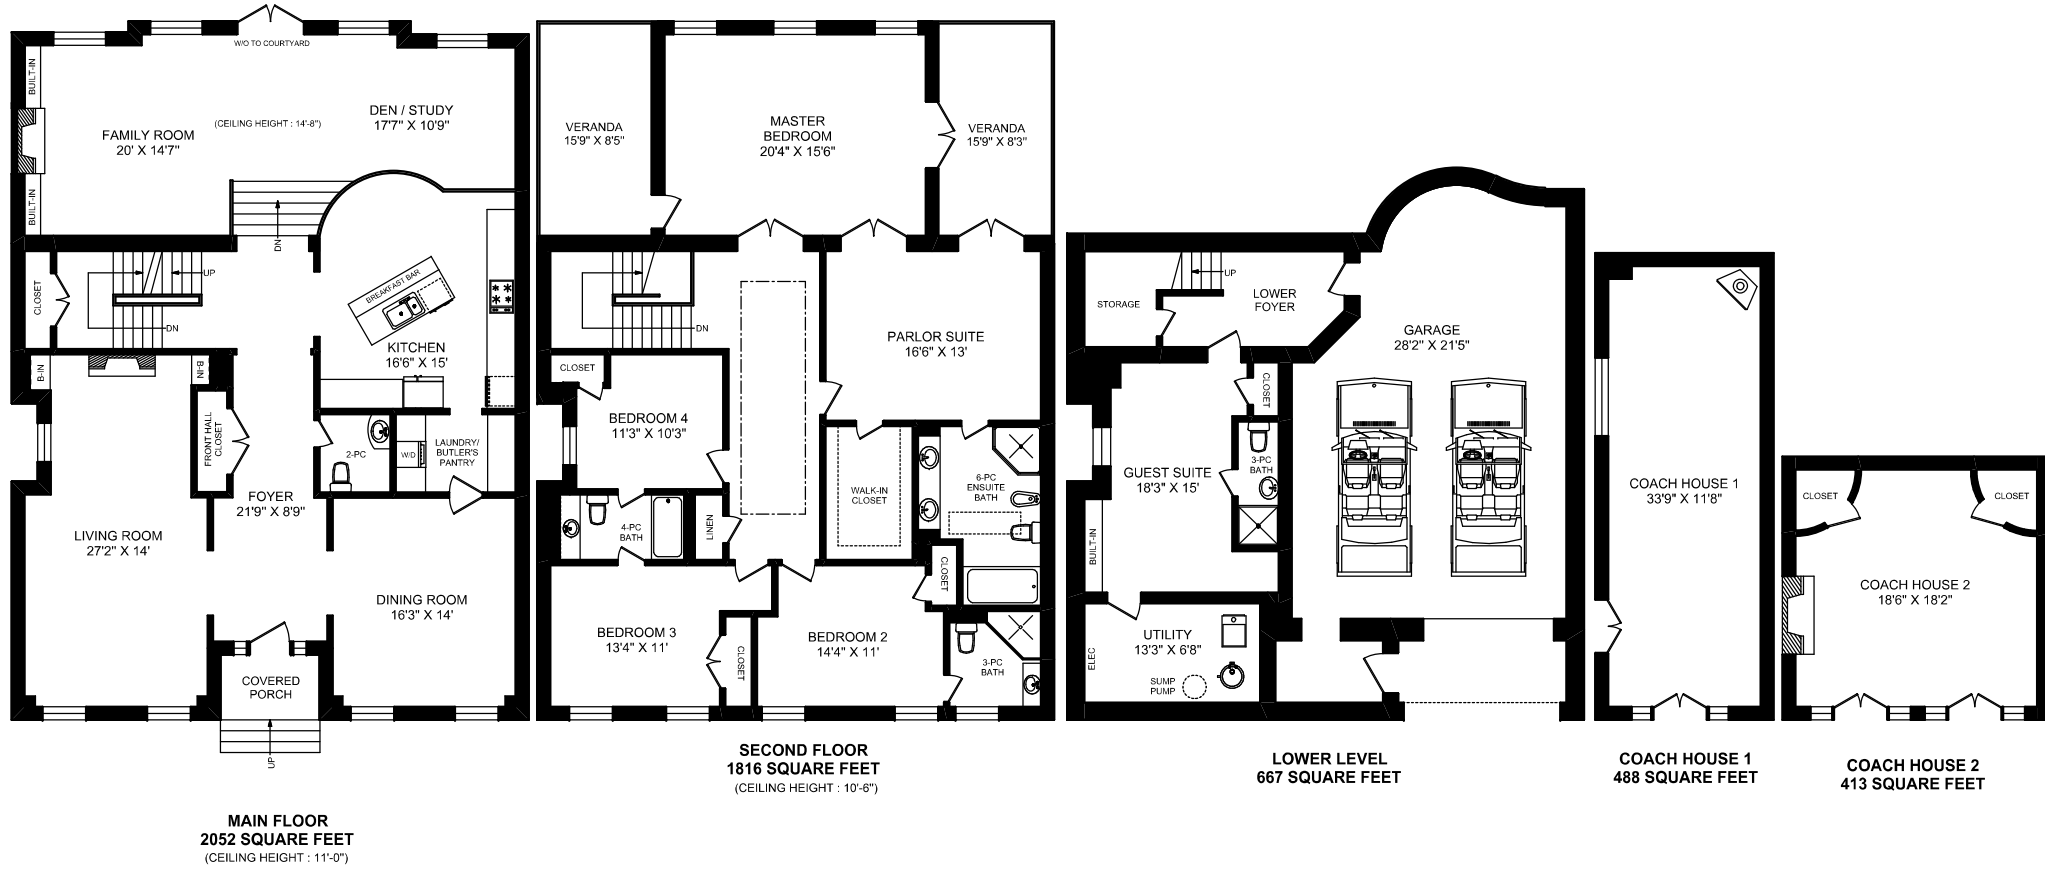 W/O TO COURTYARD
BUILT-IN
DEN / STUDY
17'7" X 10'9"
(CEILING HEIGHT : 14'-8")
FAMILY ROOM
20' X 14'7"
BUILT-IN
DN
UP
CLOSET
DN
BREAKFAST BAR
KITCHEN
16'6" X 15'
B-IN
B-IN
FRONT HALL
CLOSET
2-PC
W/D
LAUNDRY/
BUTLER'S
PANTRY
FOYER
21'9" X 8'9"
LIVING ROOM
27'2" X 14'
DINING ROOM
16'3" X 14'
COVERED
PORCH
UP
MAIN FLOOR
2052 SQUARE FEET
(CEILING HEIGHT : 11'-0")
VERANDA
15'9" X 8'5"
MASTER
BEDROOM
20'4" X 15'6"
VERANDA
15'9" X 8'3"
DN
PARLOR SUITE
16'6" X 13'
CLOSET
BEDROOM 4
11'3" X 10'3"
WALK-IN
CLOSET
6-PC
ENSUITE
BATH
4-PC
BATH
LINEN
CLOSET
BEDROOM 3
13'4" X 11'
CLOSET
BEDROOM 2
14'4" X 11'
3-PC
BATH
SECOND FLOOR
1816 SQUARE FEET
(CEILING HEIGHT : 10'-6")
UP
STORAGE
LOWER
FOYER
GARAGE
28'2" X 21'5"
CLOSET
GUEST SUITE
18'3" X 15'
3-PC
BATH
BUILT-IN
UTILITY
13'3" X 6'8"
ELEC
SUMP
PUMP
LOWER LEVEL
667 SQUARE FEET
COACH HOUSE 1
33'9" X 11'8"
COACH HOUSE 1
488 SQUARE FEET
CLOSET
CLOSET
COACH HOUSE 2
18'6" X 18'2"
COACH HOUSE 2
413 SQUARE FEET